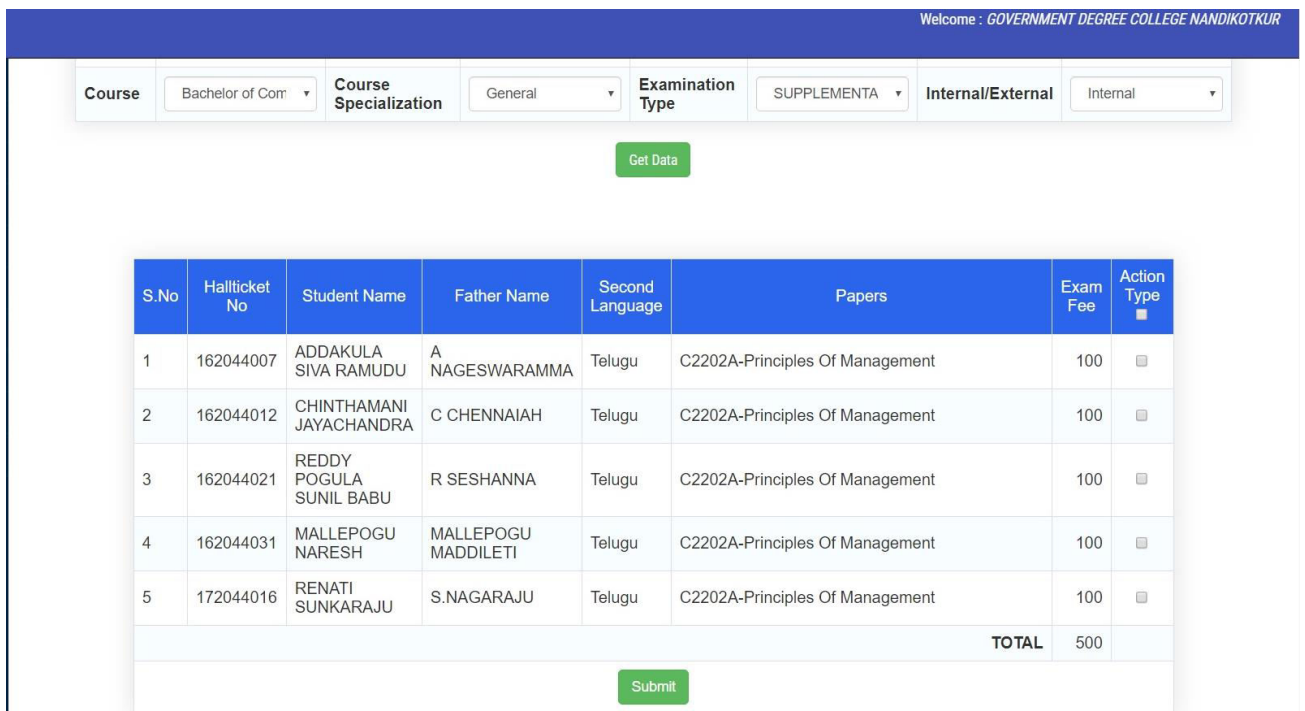 Welcome : GOVERNMENT DEGREE COLLEGE NANDIKOTKUR
Course Bachelor of Com Course Specialization General Examination Type SUPPLEMENTA Internal/External Internal
Get Data
S.No Hallticket No Student Name Father Name Second Language Papers Exam Fee Action Type
1 162044007 ADDAKULA SIVA RAMUDU A NAGESWARAMMA Telugu C2202A-Principles Of Management 100
2 162044012 CHINTHAMANI JAYACHANDRA C CHENNAIAH Telugu C2202A-Principles Of Management 100
3 162044021 REDDY POGULA SUNIL BABU R SESHANNA Telugu C2202A-Principles Of Management 100
4 162044031 MALLEPOGU NARESH MALLEPOGU MADDILETI Telugu C2202A-Principles Of Management 100
5 172044016 RENATI SUNKARAJU S.NAGARAJU Telugu C2202A-Principles Of Management 100
TOTAL 500
Submit